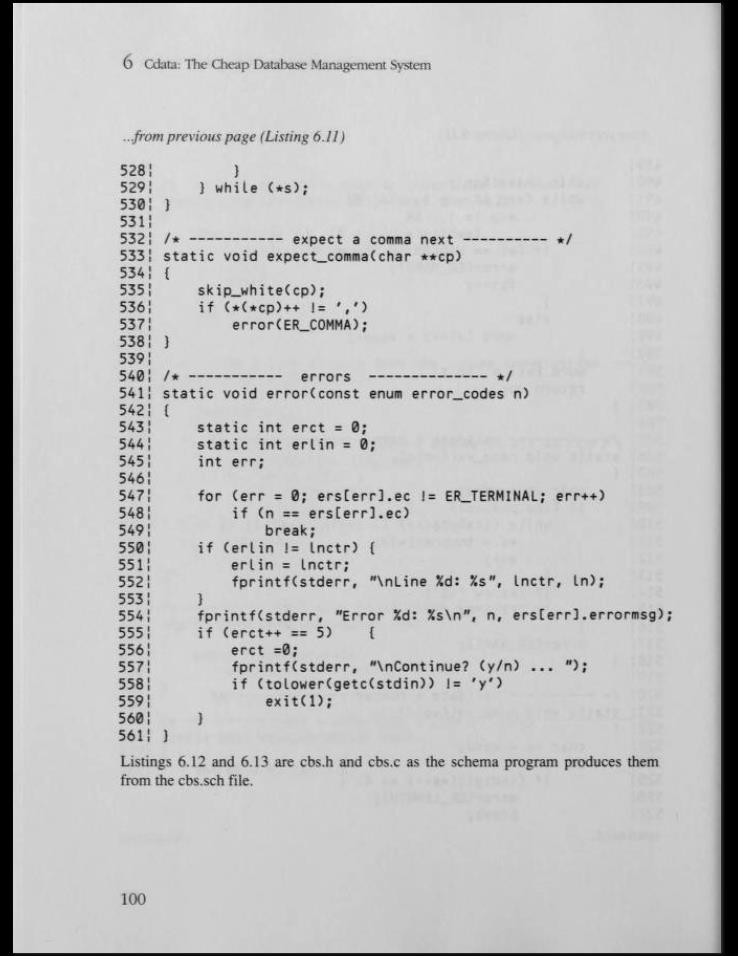 6 Cdata: The Cheap Database Management System
...from previous page (Listing 6.11)
528¦         }
529¦     } while (*s);
530¦ }
531¦
532¦ /* ----------- expect a comma next ---------- */
533¦ static void expect_comma(char **cp)
534¦ {
535¦     skip_white(cp);
536¦     if (*(*cp)++ != ',')
537¦         error(ER_COMMA);
538¦ }
539¦
540¦ /* -----------  errors  -------------- */
541¦ static void error(const enum error_codes n)
542¦ {
543¦     static int erct = 0;
544¦     static int erlin = 0;
545¦     int err;
546¦
547¦     for (err = 0; ers[err].ec != ER_TERMINAL; err++)
548¦         if (n == ers[err].ec)
549¦             break;
550¦     if (erlin != lnctr) {
551¦         erlin = lnctr;
552¦         fprintf(stderr, "\nLine %d: %s", lnctr, ln);
553¦     }
554¦     fprintf(stderr, "Error %d: %s\n", n, ers[err].errormsg);
555¦     if (erct++ == 5)    {
556¦         erct =0;
557¦         fprintf(stderr, "\nContinue? (y/n) ... ");
558¦         if (tolower(getc(stdin)) != 'y')
559¦             exit(1);
560¦     }
561¦ }
Listings 6.12 and 6.13 are cbs.h and cbs.c as the schema program produces them
from the cbs.sch file.
100